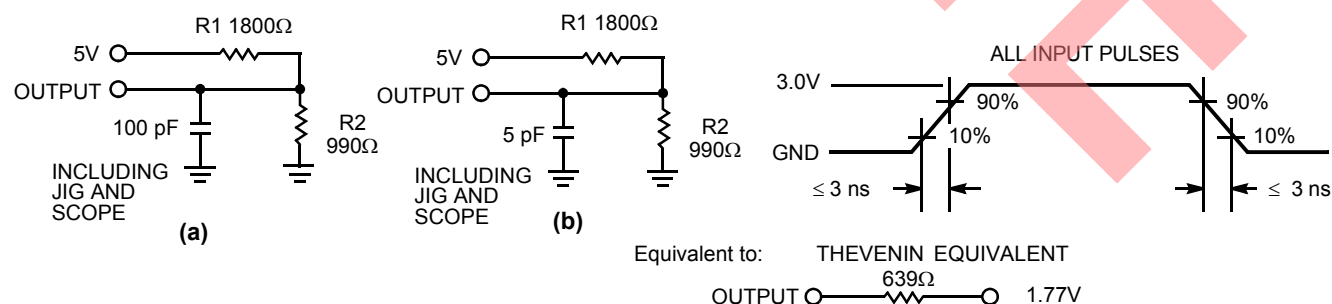 R1 1800Ω
5V
OUTPUT
100 pF
R2
990Ω
INCLUDING
JIG AND
SCOPE
(a)
R1 1800Ω
5V
OUTPUT
5 pF
R2
990Ω
INCLUDING
JIG AND
SCOPE
(b)
ALL INPUT PULSES
3.0V
90%
10%
GND
90%
10%
≤ 3 ns
≤ 3 ns
Equivalent to: THEVENIN EQUIVALENT
639Ω
OUTPUT 1.77V